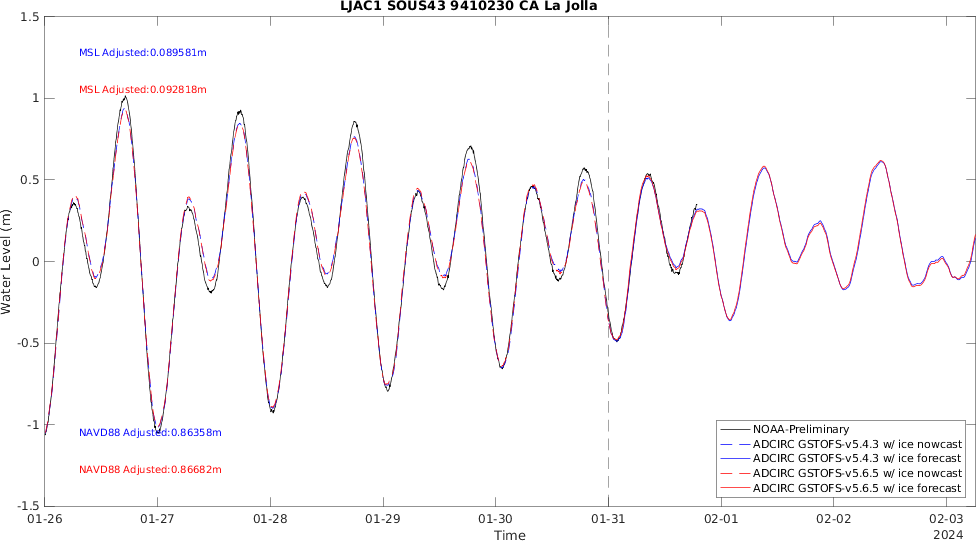 LJAC1 SOUS43 9410230 CA La Jolla
1.5
MSL Adjusted:0.089581m
MSL Adjusted:0.092818m
1
0.5
0
-0.5
-1
-1.5
Water Level (m)
NAVD88 Adjusted:0.86358m
NAVD88 Adjusted:0.86682m
NOAA-Preliminary
ADCIRC GSTOFS-v5.4.3 w/ ice nowcast
ADCIRC GSTOFS-v5.4.3 w/ ice forecast
ADCIRC GSTOFS-v5.6.5 w/ ice nowcast
ADCIRC GSTOFS-v5.6.5 w/ ice forecast
01-26 01-27 01-28 01-29 01-30 01-31 02-01 02-02 02-03
Time
2024